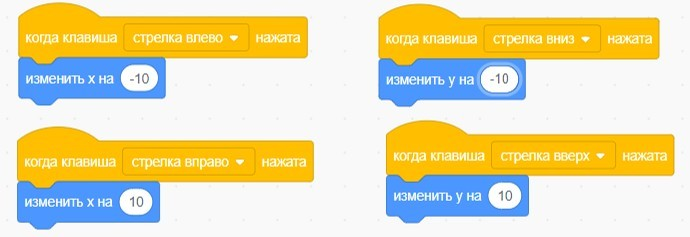 когда клавиша стрелка влево нажата
изменить x на -10
когда клавиша стрелка вниз нажата
изменить y на -10
когда клавиша стрелка вправо нажата
изменить x на 10
когда клавиша стрелка вверх нажата
изменить y на 10